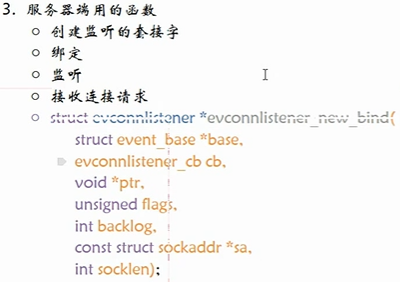 3. 服务器端用的函数
创建监听的套接字
绑定
监听
接收连接请求
struct evconnlistener *evconnlistener_new_bind(
struct event_base *base,
evconnlistener_cb cb,
void *ptr,
unsigned flags,
int backlog,
const struct sockaddr *sa,
int socklen);